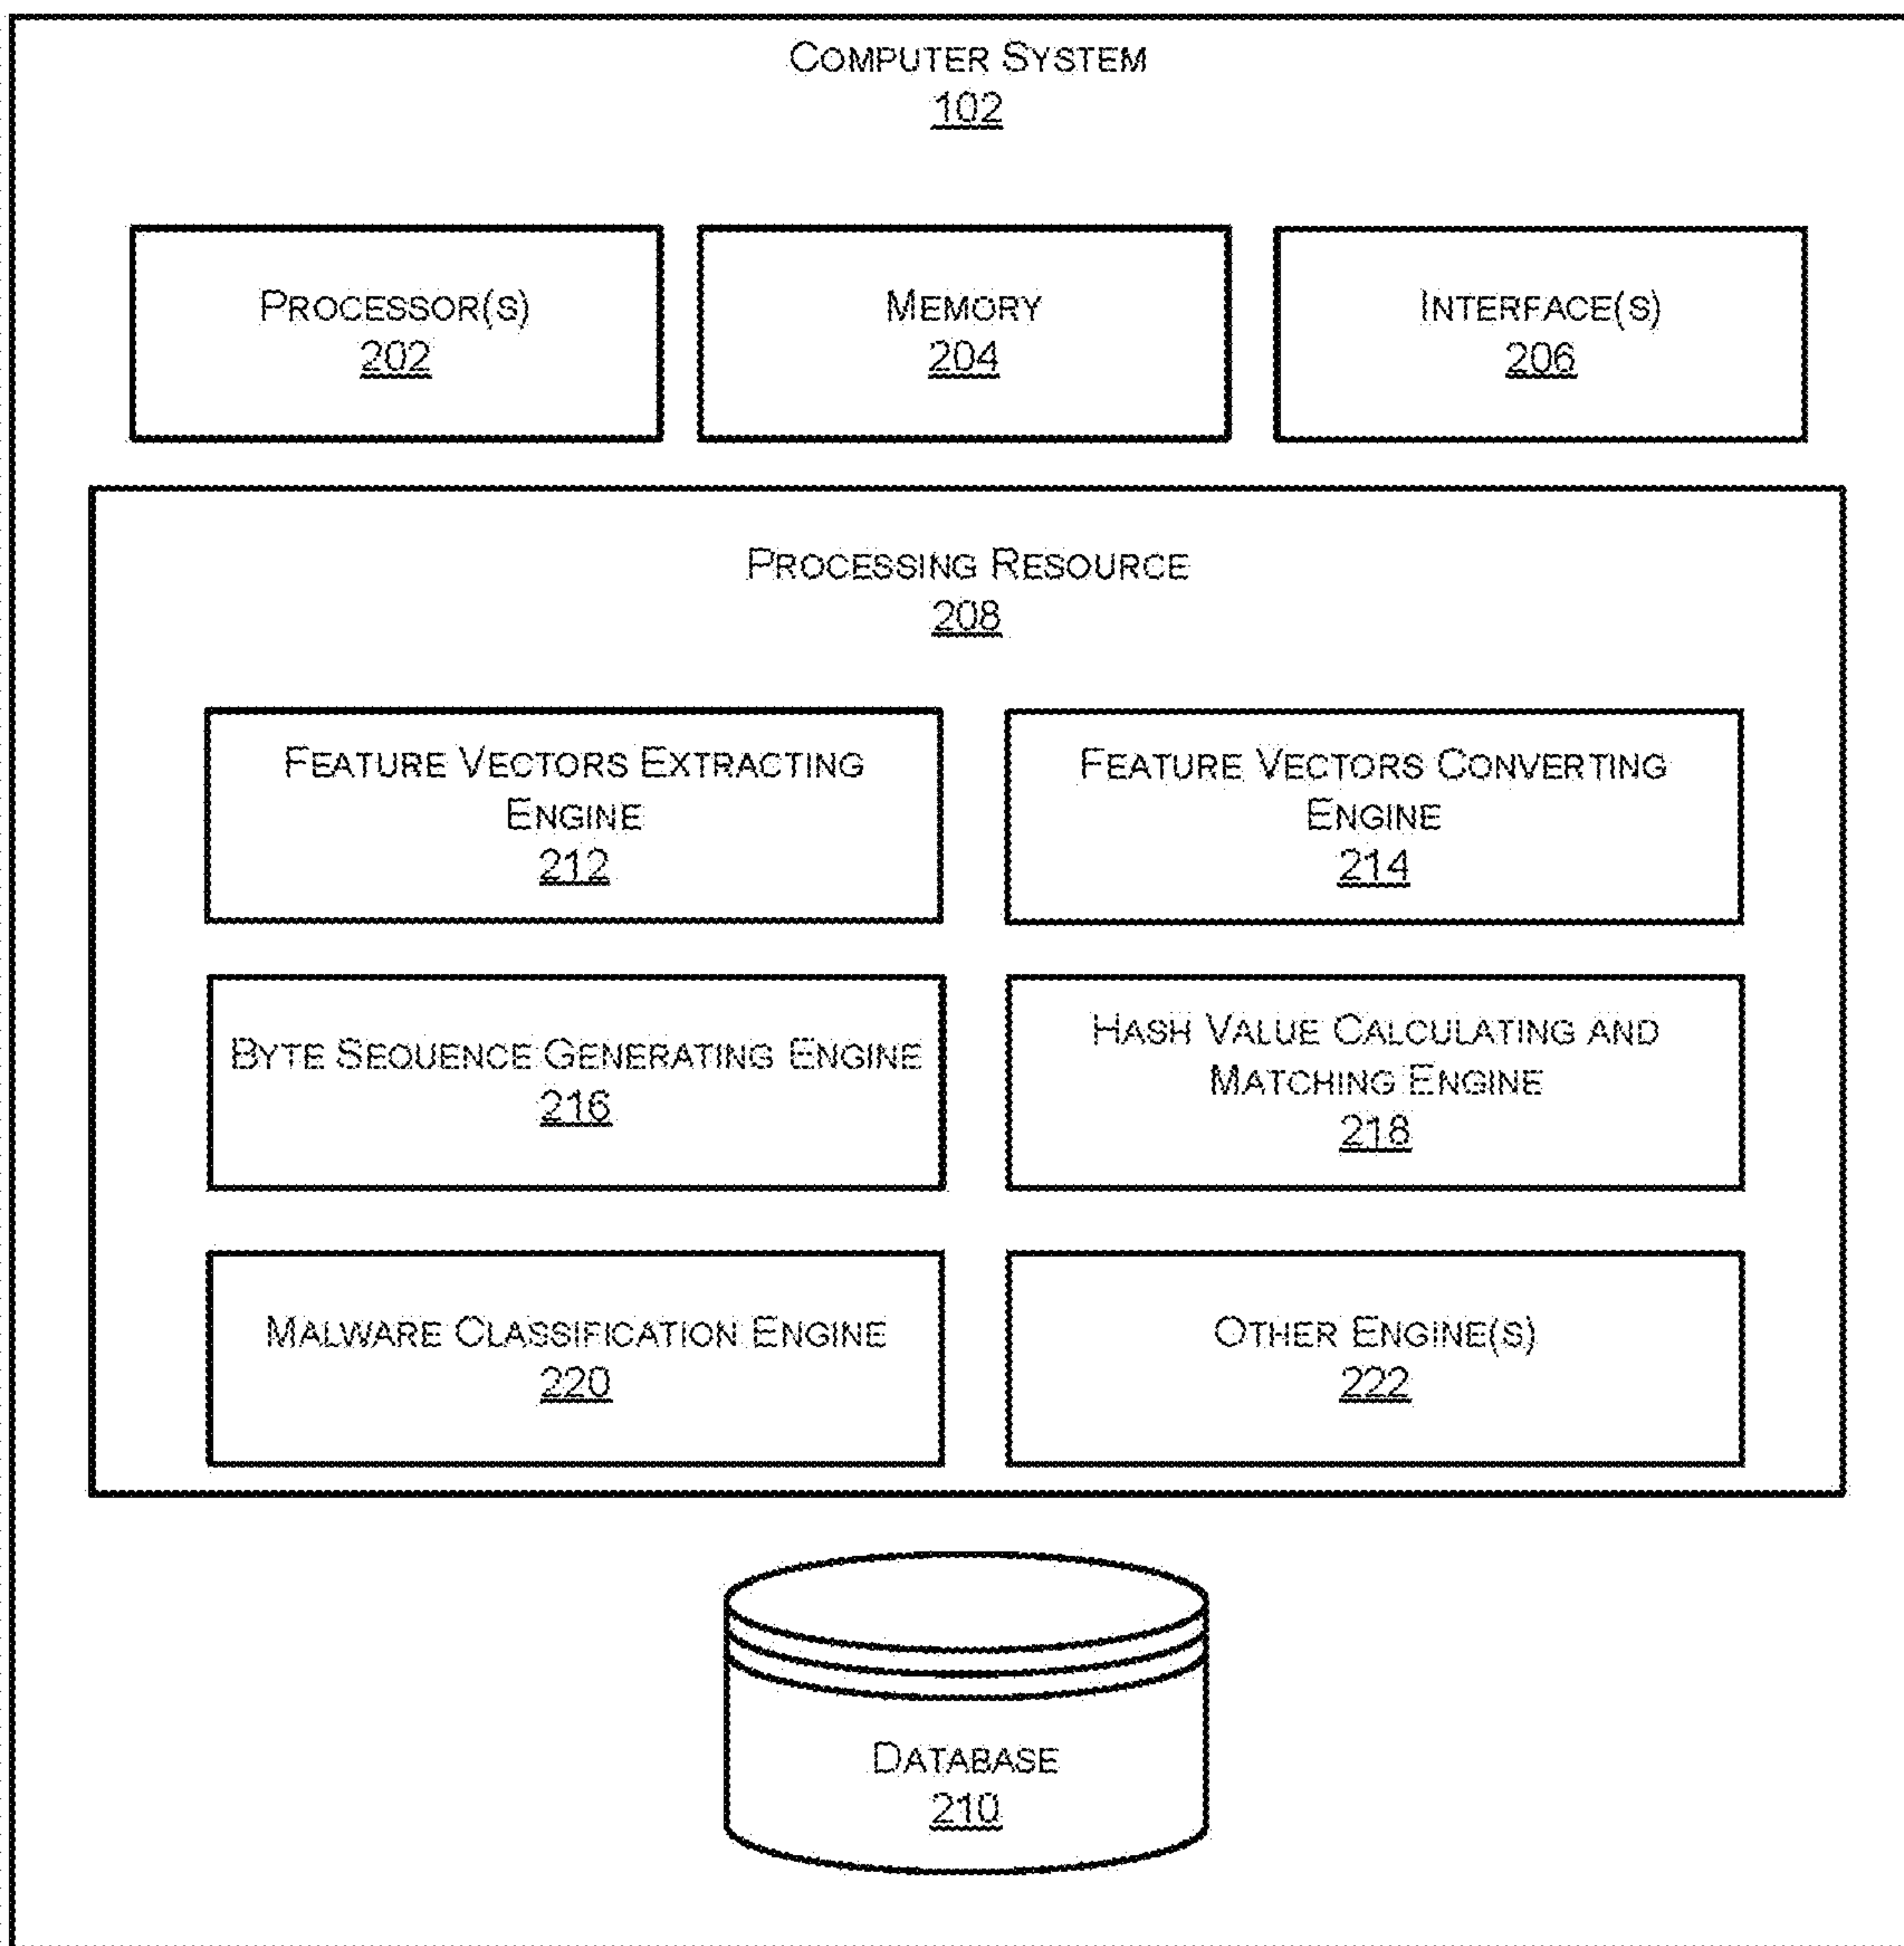 COMPUTER SYSTEM
102
PROCESSOR(S)
202
MEMORY
204
INTERFACE(S)
206
PROCESSING RESOURCE
208
FEATURE VECTORS EXTRACTING
ENGINE
212
FEATURE VECTORS CONVERTING
ENGINE
214
BYTE SEQUENCE GENERATING ENGINE
216
HASH VALUE CALCULATING AND
MATCHING ENGINE
218
MALWARE CLASSIFICATION ENGINE
220
OTHER ENGINE(S)
222
DATABASE
210